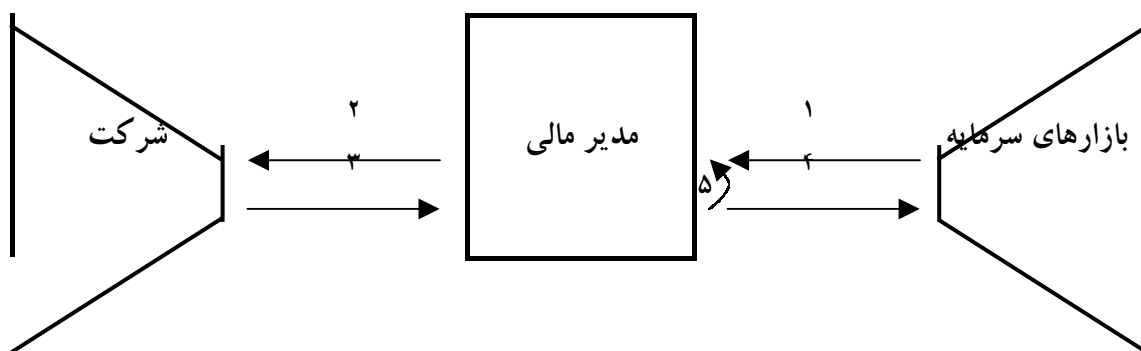 ۱
۲
بازارهای سرمایه
مدیر مالی
شرکت
۴
۳
۵